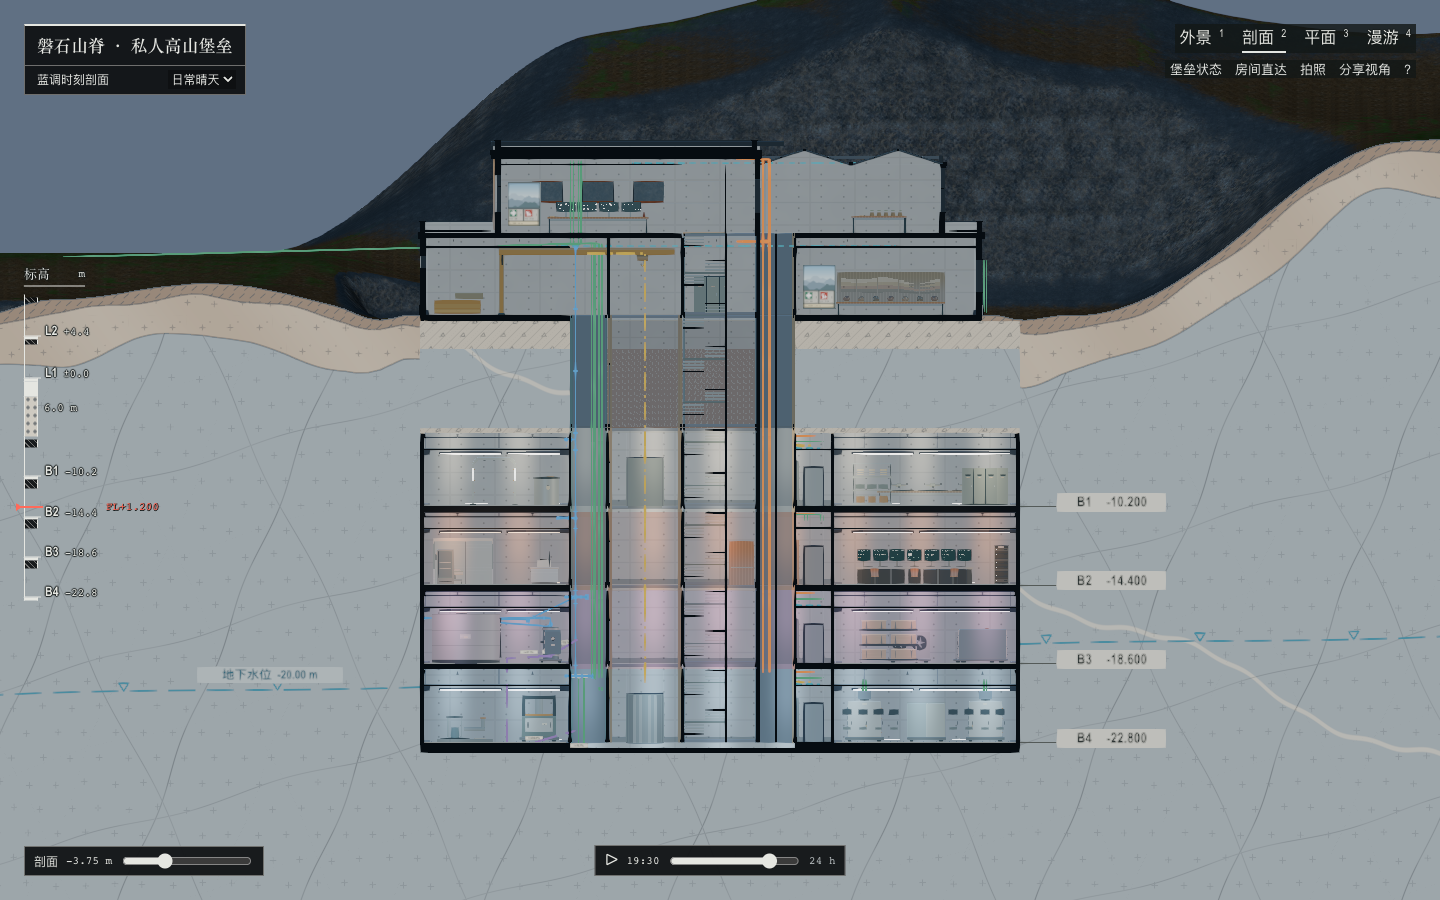 磐石山脊 · 私人高山堡垒
蓝调时刻剖面 日常晴天
外景 1 剖面 2 平面 3 漫游 4
堡垒状态 房间直达 拍照 分享视角 ?
标高 m
L2 +4.4
L1 ±0.0
6.0 m
B1 -10.2
B2 -14.4
FL+1.200
B3 -18.6
B4 -22.8
B1 -10.200
B2 -14.400
B3 -18.600
地下水位 -20.00 m
B4 -22.800
剖面 -3.75 m
19:30 24 h